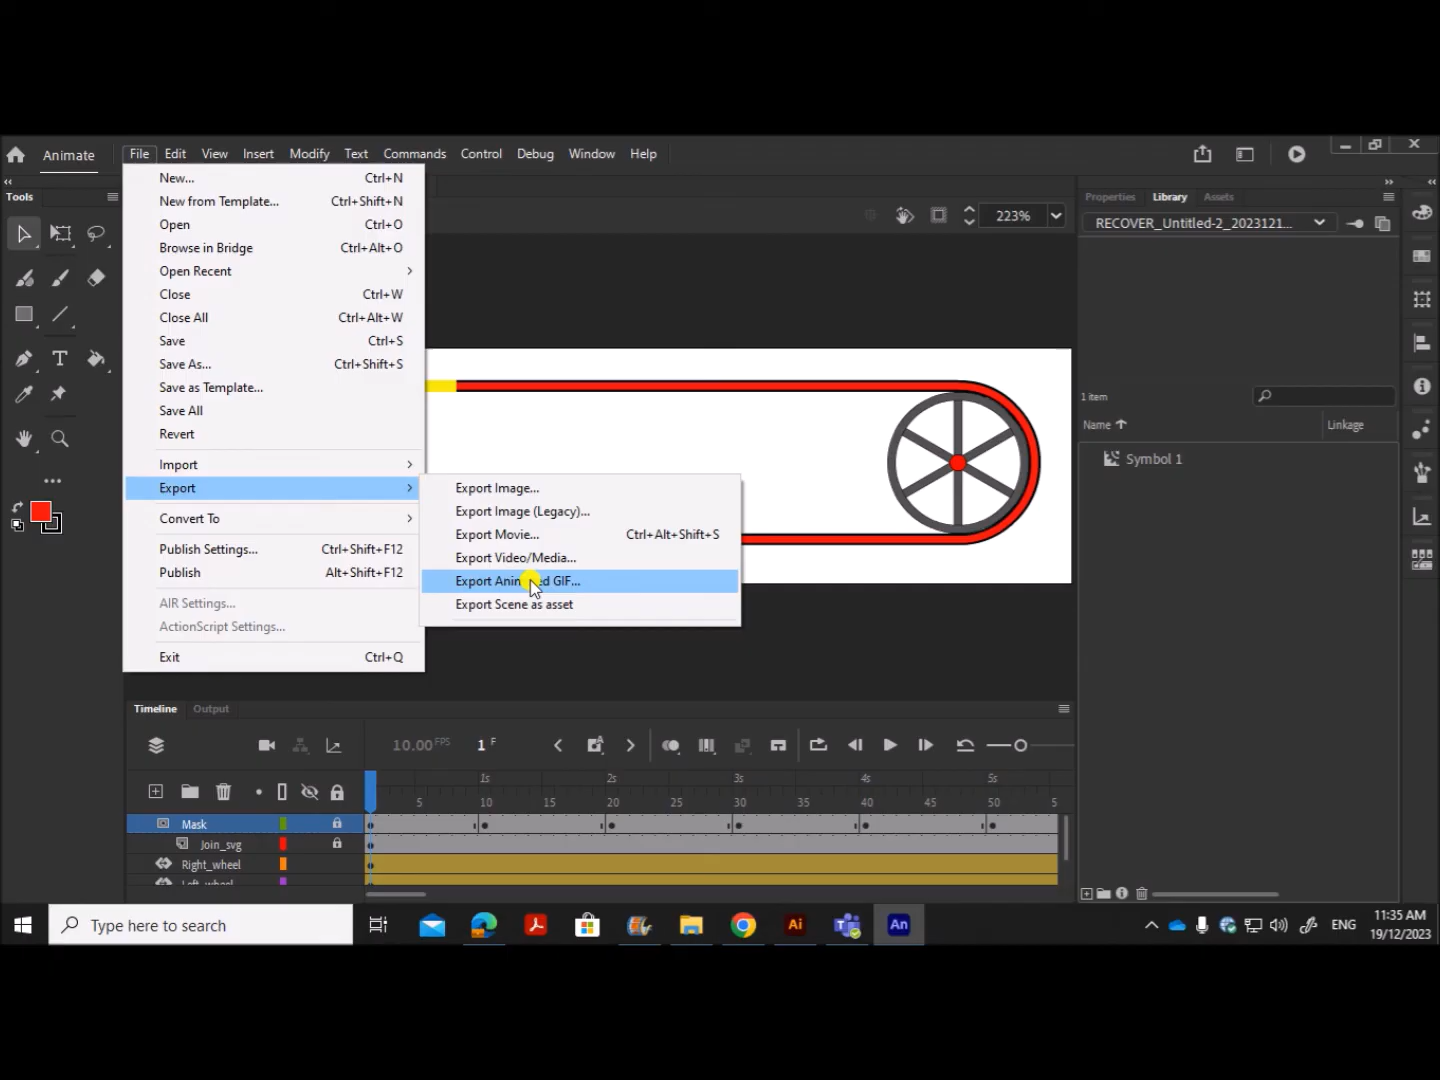 Animate
File Edit View Insert Modify Text Commands Control Debug Window Help
Tools
New... Ctrl+N
New from Template... Ctrl+Shift+N
Open Ctrl+O
Browse in Bridge Ctrl+Alt+O
Open Recent
Close Ctrl+W
Close All Ctrl+Alt+W
Save Ctrl+S
Save As... Ctrl+Shift+S
Save as Template...
Save All
Revert
Import
Export
Convert To
Publish Settings... Ctrl+Shift+F12
Publish Alt+Shift+F12
AIR Settings...
ActionScript Settings...
Exit Ctrl+Q
Export Image...
Export Image (Legacy)...
Export Movie... Ctrl+Alt+Shift+S
Export Video/Media...
Export GIF...
Export Scene as asset
223%
Properties Library Assets
RECOVER_Untitled-2_2023121...
1 item
Name Linkage
Symbol 1
Timeline Output
10.00 FPS 1 F
1s 2s 3s 4s 5s
5 10 15 20 25 30 35 40 45 50 5
Mask
Join_svg
Right_wheel
Type here to search
Ai
An
ENG
11:35 AM
19/12/2023